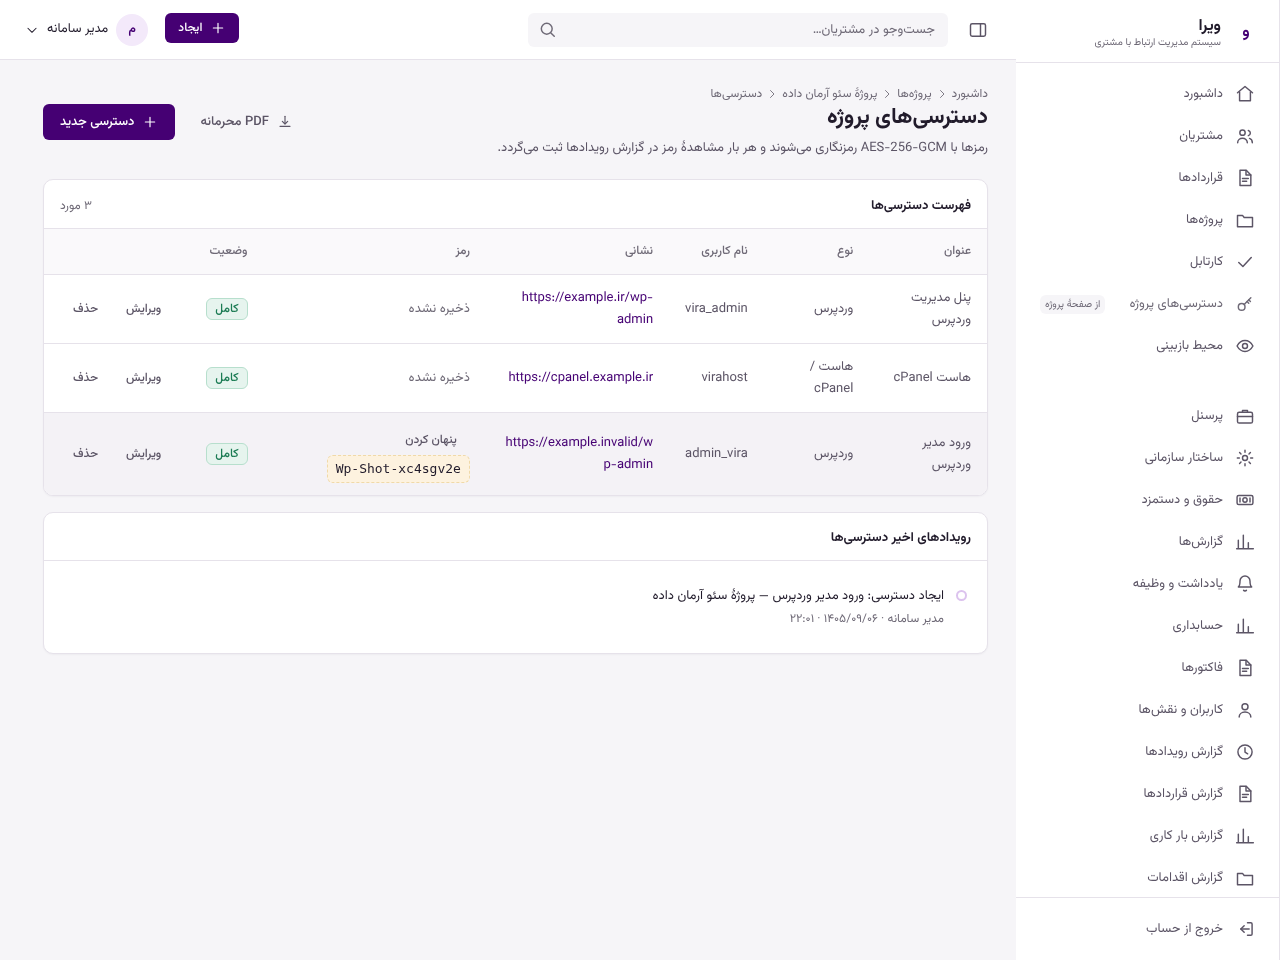 و
ویرا
سیستم مدیریت ارتباط با مشتری
داشبورد
مشتریان
قراردادها
پروژه‌ها
کارتابل
دسترسی‌های پروژه
از صفحهٔ پروژه
محیط بازبینی
پرسنل
ساختار سازمانی
حقوق و دستمزد
گزارش‌ها
یادداشت و وظیفه
حسابداری
فاکتورها
کاربران و نقش‌ها
گزارش رویدادها
گزارش قراردادها
گزارش بار کاری
گزارش اقدامات
خروج از حساب
جست‌وجو در مشتریان...
ایجاد
م
مدیر سامانه
داشبورد
پروژه‌ها
پروژهٔ سئو آرمان داده
دسترسی‌ها
دسترسی‌های پروژه
رمزها با AES-256-GCM رمزنگاری می‌شوند و هر بار مشاهدهٔ رمز در گزارش رویدادها ثبت می‌گردد.
PDF محرمانه
دسترسی جدید
فهرست دسترسی‌ها
۳ مورد
عنوان	نوع	نام کاربری	نشانی	رمز	وضعیت
پنل مدیریت
وردپرس
وردپرس
vira_admin
https://example.ir/wp-
admin
ذخیره نشده
کامل
ویرایش
حذف
هاست cPanel
هاست /
cPanel
virahost
https://cpanel.example.ir
ذخیره نشده
کامل
ویرایش
حذف
ورود مدیر
وردپرس
وردپرس
admin_vira
https://example.invalid/w
p-admin
پنهان کردن
Wp-Shot-xc4sgv2e
کامل
ویرایش
حذف
رویدادهای اخیر دسترسی‌ها
ایجاد دسترسی: ورود مدیر وردپرس — پروژهٔ سئو آرمان داده
مدیر سامانه · ۱۴۰۵/۰۹/۰۶ · ۲۲:۰۱